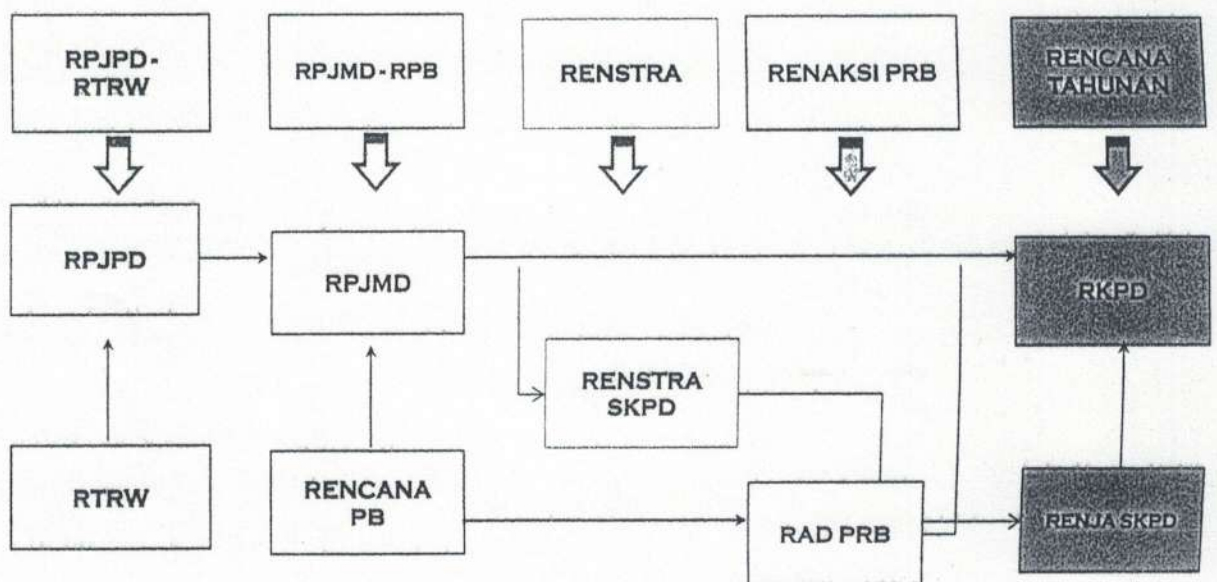 RPJPD -
RTRW
RPJMD - RPB
RENSTRA
RENAKSI PRB
RENCANA
TAHUNAN
RPJPD
RPJMD
RKPD
RENSTRA
SKPD
RTRW
RENCANA
PB
RAD PRB
RENJA SKPD